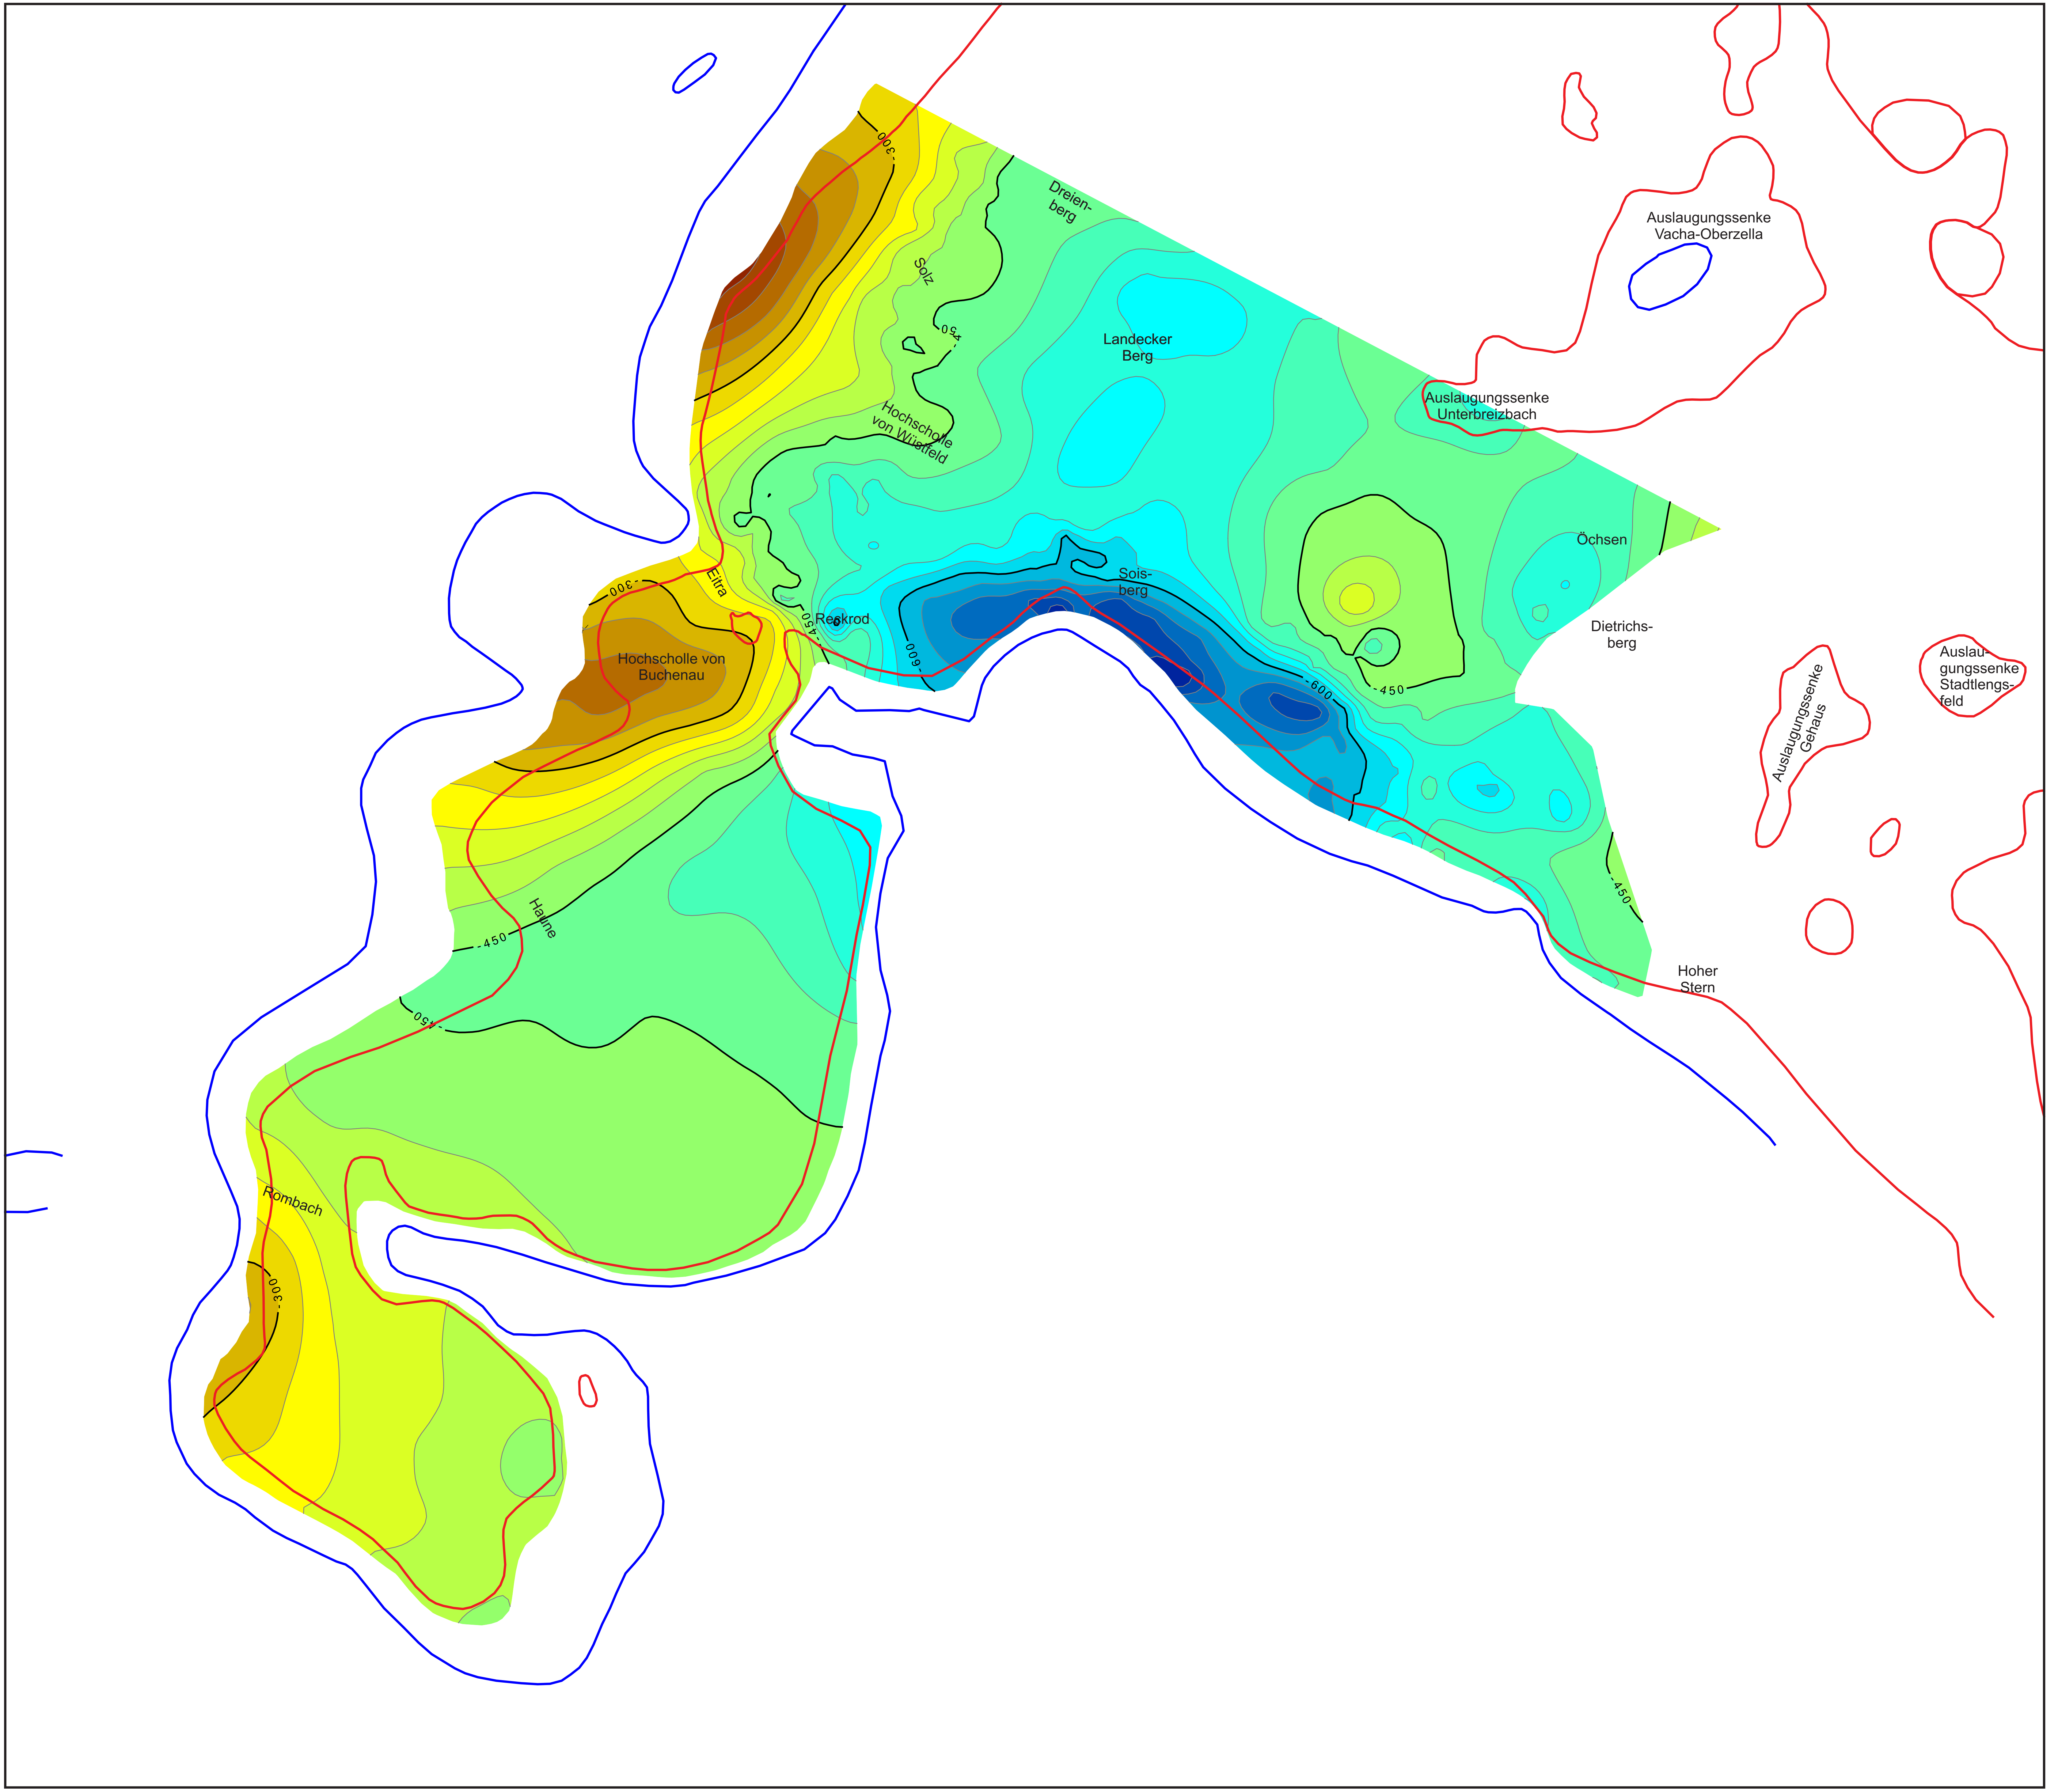 -300
Dreien-
berg
Auslaugungssenke
Vacha-Oberzella
Solz
-450
Landecker
Berg
Auslaugungssenke
Unterbreizbach
Hochscholle
von Wüstfeld
Öchsen
Eitra
-300
Sois-
berg
Reckrod
-450
-600
Dietrichs-
berg
Hochscholle von
Buchenau
-600
-450
Auslau-
gungssenke
Stadtlengs-
feld
Auslaugungssenke
Gehaus
-450
Haune
-450
Hoher
Stern
-450
Rombach
-300